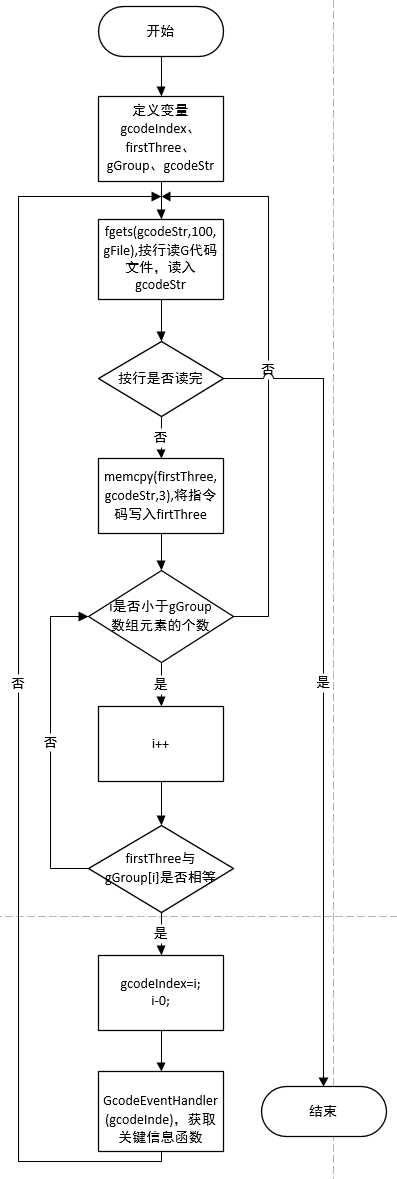 开始
定义变量
gcodeIndex、
firstThree、
gGroup、gcodeStr
fgets(gcodeStr,100,
gFile),按行读G代码
文件，读入
gcodeStr
按行是否读完
否
否
memcpy(firstThree,
gcodeStr,3),将指令
码写入firtThree
i是否小于gGroup
数组元素的个数
是
否
是
i++
否
firstThree与
gGroup[i]是否相等
是
gcodeIndex=i;
i-0;
GcodeEventHandler
(gcodeInde)，获取
关键信息函数
结束